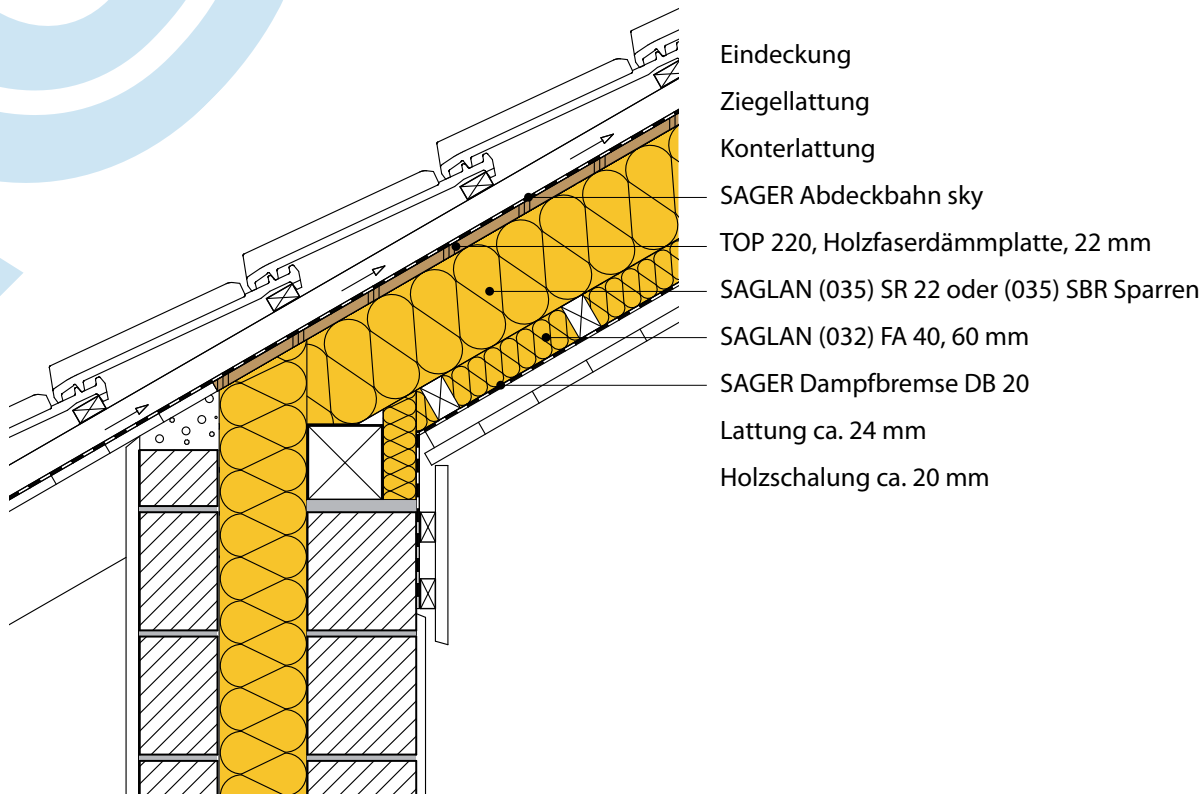 Eindeckung
Ziegellattung
Konterlattung
SAGER Abdeckbahn sky
TOP 220, Holzfaserdämmplatte, 22 mm
SAGLAN (035) SR 22 oder (035) SBR Sparren
SAGLAN (032) FA 40, 60 mm
SAGER Dampfbremse DB 20
Lattung ca. 24 mm
Holzschalung ca. 20 mm